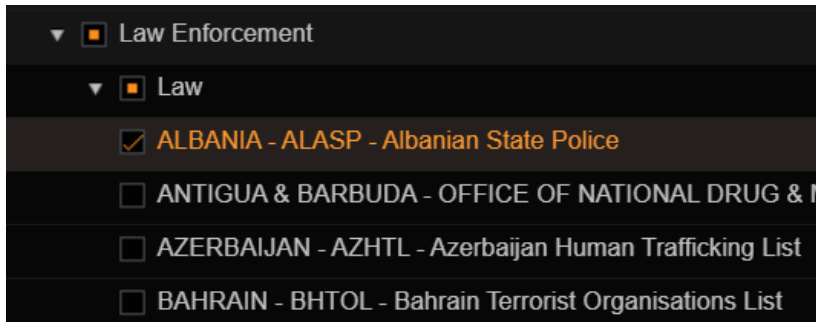 Law Enforcement
Law
ALBANIA - ALASP - Albanian State Police
ANTIGUA & BARBUDA - OFFICE OF NATIONAL DRUG &
AZERBAIJAN - AZHTL - Azerbaijan Human Trafficking List
BAHRAIN - BHTOL - Bahrain Terrorist Organisations List